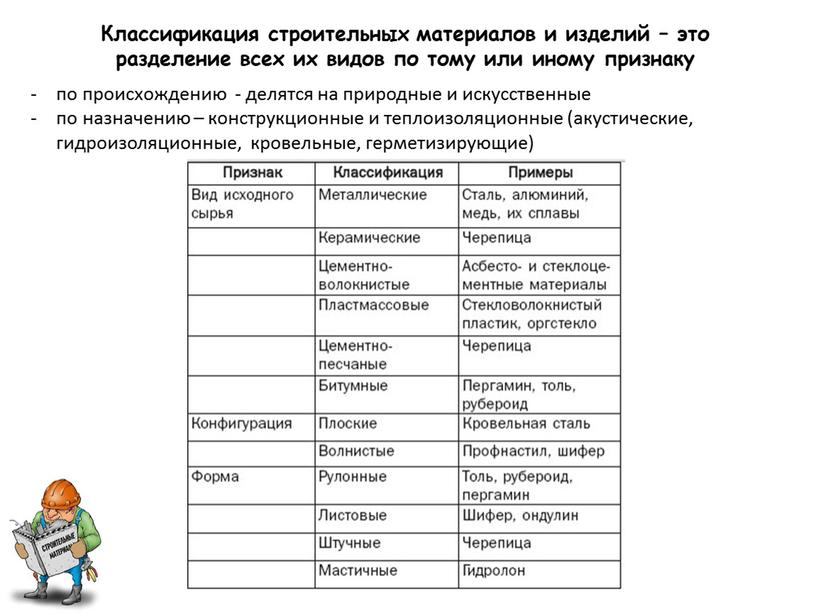 Классификация строительных материалов и изделий – это
разделение всех их видов по тому или иному признаку
- по происхождению - делятся на природные и искусственные
- по назначению – конструкционные и теплоизоляционные (акустические,
гидроизоляционные, кровельные, герметизирующие)
Признак Классификация Примеры
Вид исходного Металлические Сталь, алюминий,
сырья медь, их сплавы
Керамические Черепица
Цементно- Асбесто- и стеклоце-
волокнистые ментные материалы
Пластмассовые Стекловолокнистый
пластик, оргстекло
Цементно- Черепица
песчаные
Битумные Пергамин, толь,
рубероид
Конфигурация Плоские Кровельная сталь
Волнистые Профнастил, шифер
Форма Рулонные Толь, рубероид,
пергамин
Листовые Шифер, ондулин
Штучные Черепица
Мастичные Гидролон
СТРОИТЕЛЬНЫЕ
МАТЕРИАЛЫ